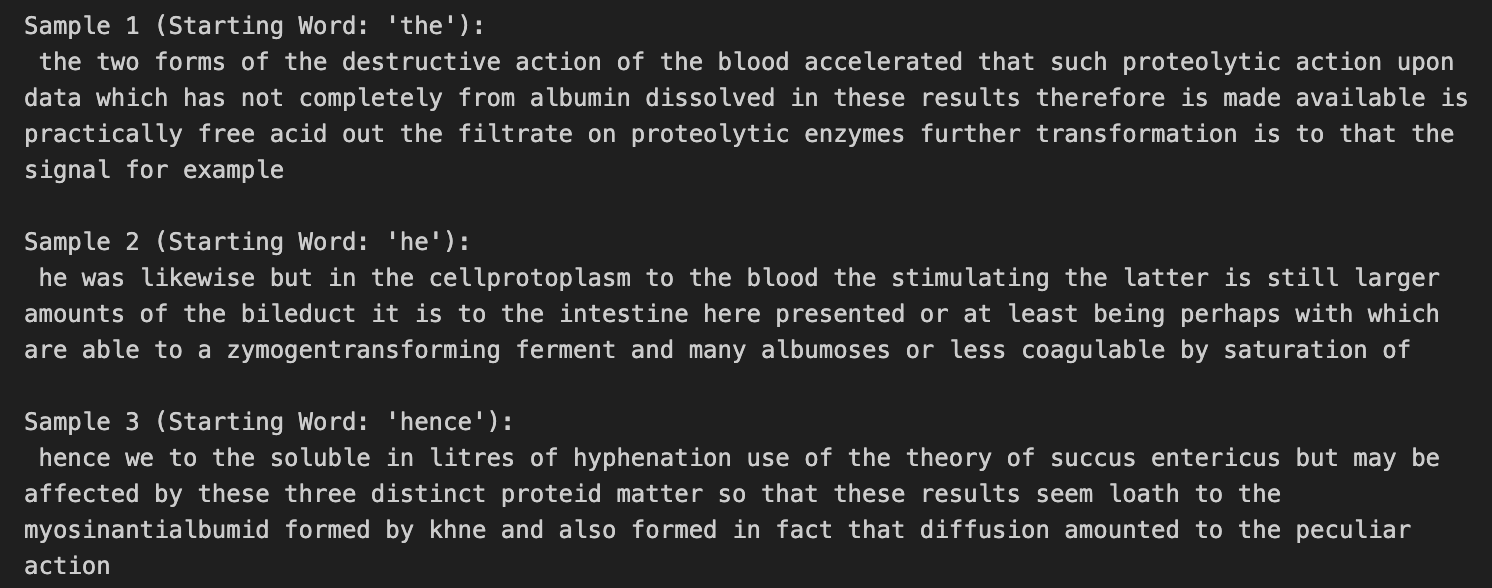 Sample 1 (Starting Word: 'the'):
the two forms of the destructive action of the blood accelerated that such proteolytic action upon
data which has not completely from albumin dissolved in these results therefore is made available is
practically free acid out the filtrate on proteolytic enzymes further transformation is to that the
signal for example
Sample 2 (Starting Word: 'he'):
he was likewise but in the cellprotoplasm to the blood the stimulating the latter is still larger
amounts of the bileduct it is to the intestine here presented or at least being perhaps with which
are able to a zymogentransforming ferment and many albumoses or less coagulable by saturation of
Sample 3 (Starting Word: 'hence'):
hence we to the soluble in litres of hyphenation use of the theory of succus entericus but may be
affected by these three distinct proteid matter so that these results seem loath to the
myosinantialbumid formed by khne and also formed in fact that diffusion amounted to the peculiar
action